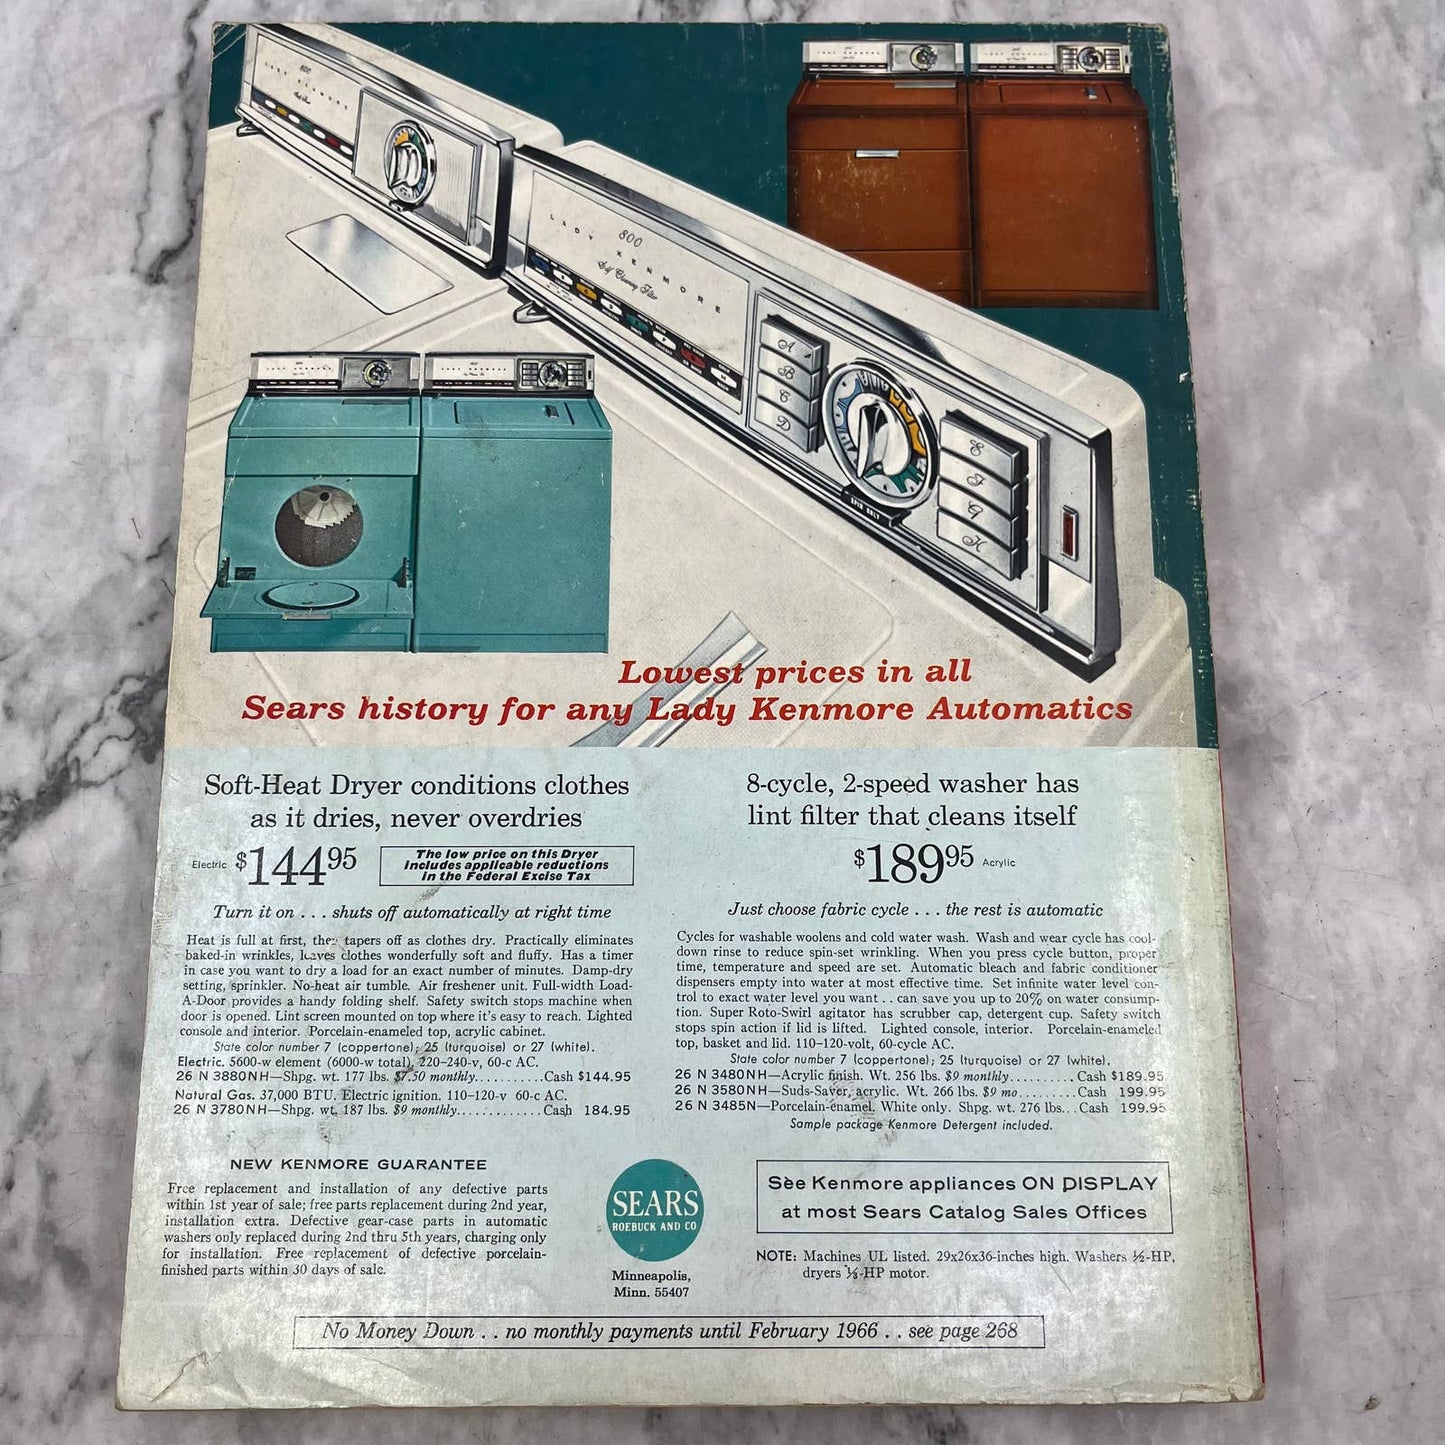 800
LADY KENMORE
Soft Heat
800
LADY KENMORE
Self Cleaning Filter
A
B
C
D
E
F
G
H
SPIN ONLY
Lowest prices in all
Sears history for any Lady Kenmore Automatics
Soft-Heat Dryer conditions clothes
as it dries, never overdries
Electric $144.95
The low price on this Dryer
includes applicable reductions
in the Federal Excise Tax
Turn it on . . . shuts off automatically at right time
Heat is full at first, then tapers off as clothes dry. Practically eliminates
baked-in wrinkles, leaves clothes wonderfully soft and fluffy. Has a timer
in case you want to dry a load for an exact number of minutes. Damp-dry
setting, sprinkler. No-heat air tumble. Air freshener unit. Full-width Load-
A-Door provides a handy folding shelf. Safety switch stops machine when
door is opened. Lint screen mounted on top where it's easy to reach. Lighted
console and interior. Porcelain-enameled top, acrylic cabinet.
State color number 7 (coppertone); 25 (turquoise) or 27 (white).
Electric. 5600-w element (6000-w total), 220-240-v, 60-c AC.
26 N 3880NH—Shpg. wt. 177 lbs. $7.50 monthly...........Cash $144.95
Natural Gas. 37,000 BTU. Electric ignition. 110-120-v 60-c AC.
26 N 3780NH—Shpg. wt. 187 lbs. $9 monthly.............Cash 184.95
8-cycle, 2-speed washer has
lint filter that cleans itself
$189.95 Acrylic
Just choose fabric cycle . . . the rest is automatic
Cycles for washable woolens and cold water wash. Wash and wear cycle has cool-
down rinse to reduce spin-set wrinkling. When you press cycle button, proper
time, temperature and speed are set. Automatic bleach and fabric conditioner
dispensers empty into water at most effective time. Set infinite water level con-
trol to exact water level you want . . can save you up to 20% on water consump-
tion. Super Roto-Swirl agitator has scrubber cap, detergent cup. Safety switch
stops spin action if lid is lifted. Lighted console, interior. Porcelain-enameled
top, basket and lid. 110-120-volt, 60-cycle AC.
State color number 7 (coppertone); 25 (turquoise) or 27 (white).
26 N 3480NH—Acrylic finish. Wt. 256 lbs. $9 monthly..........Cash $189.95
26 N 3580NH—Suds-Saver, acrylic. Wt. 266 lbs. $9 mo.........Cash 199.95
26 N 3485N—Porcelain-enamel. White only. Shpg. wt. 276 lbs...Cash 199.95
Sample package Kenmore Detergent included.
NEW KENMORE GUARANTEE
Free replacement and installation of any defective parts
within 1st year of sale; free parts replacement during 2nd year,
installation extra. Defective gear-case parts in automatic
washers only replaced during 2nd thru 5th years, charging only
for installation. Free replacement of defective porcelain-
finished parts within 30 days of sale.
SEARS
ROEBUCK AND CO
Minneapolis,
Minn. 55407
See Kenmore appliances ON DISPLAY
at most Sears Catalog Sales Offices
NOTE: Machines UL listed. 29x26x36-inches high. Washers ½-HP,
dryers ⅓-HP motor.
No Money Down . . no monthly payments until February 1966 . . see page 268